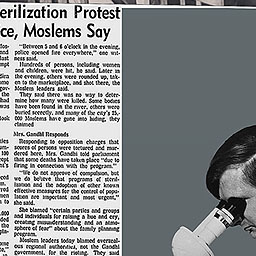 erilization Protest
ce, Moslems Say
"Between 5 and 6 o'clock in the evening,
police opened fire everywhere," one wit-
ness said.
Hundreds of persons, including women
and children, were hit, he said. Later in
the evening, others were rounded up, tak-
en to the marketplace, and shot there, the
Moslem leaders said.
They said there was no way to deter-
mine how many were killed. Some bodies
have been found in the river, others were
buried secretly, and many of the city's 25,-
000 Moslems have gone into hiding, they
claimed
Mrs. Gandhi Responds
Responding to opposition charges that
scores of persons were tortured and mur-
dered here, Mrs. Gandhi told parliament
that some deaths have taken place "due to
firing in connection with the program."
"We do not approve of compulsion, but
we do believe that programs of steril-
ization and the adoption of other known
effective measures for the control of popu-
lation are important and most urgent,"
she said.
She blamed "certain parties and groups
and individuals for raising a hue and cry,
creating misunderstanding and an atmo-
sphere of fear" about the family planning
program.
Moslem leaders today blamed overzeal-
ous regional authorities, not the Gandhi
government, for the rioting. They said